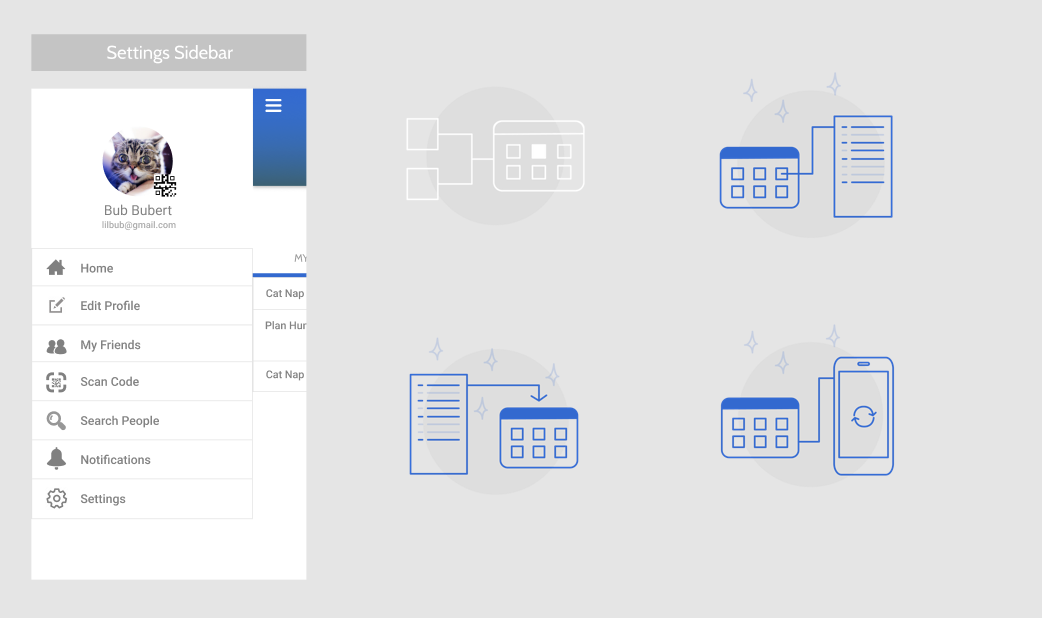 Settings Sidebar
Bub Bubert
lilbub@gmail.com
Home
Edit Profile
My Friends
Scan Code
Search People
Notifications
Settings
MY
Cat Nap
Plan Hun
Cat Nap